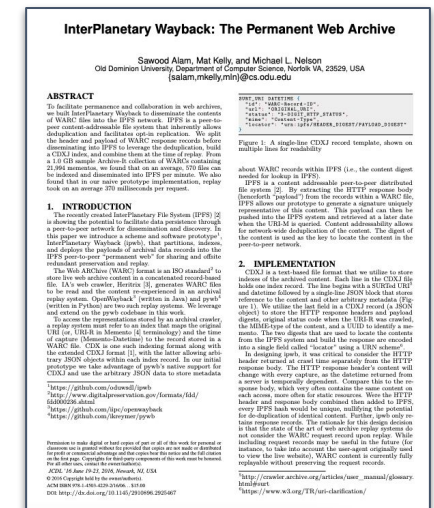 InterPlanetary Wayback: The Permanent Web Archive
Sawood Alam, Mat Kelly, and Michael L. Nelson
Old Dominion University, Department of Computer Science, Norfolk VA, 23529, USA
{salam,mkelly,mln}@cs.odu.edu
ABSTRACT
To facilitate permanence and collaboration in web archives,
we built InterPlanetary Wayback to disseminate the contents
of WARC files into the IPFS network. IPFS is a peer-to-
peer content-addressable file system that inherently allows
deduplication and facilitates opt-in replication. We split
the header and payload of WARC response records before
disseminating into IPFS to leverage the deduplication, build
a CDXJ index, and combine them at the time of replay. From
a 1.0 GB sample Archive-It collection of WARCs containing
21,994 mementos, we found that on an average, 570 files can
be indexed and disseminated into IPFS per minute. We also
found that in our naive prototype implementation, replay
took on an average 370 milliseconds per request.
1. INTRODUCTION
The recently created InterPlanetary File System (IPFS) [2]
is showing the potential to facilitate data persistence through
a peer-to-peer network for dissemination and discovery. In
this paper we introduce a scheme and software prototype¹,
InterPlanetary Wayback (ipwb), that partitions, indexes,
and deploys the payloads of archival data records into the
IPFS peer-to-peer "permanent web" for sharing and offsite
redundant preservation and replay.
The Web ARChive (WARC) format is an ISO standard² to
store live web archive content in a concatenated record-based
file. IA's web crawler, Heritrix [3], generates WARC files
to be read and the content re-experienced in an archival
replay system. OpenWayback³ (written in Java) and pywb⁴
(written in Python) are two such replay systems. We leverage
and extend on the pywb codebase in this work.
To access the representations stored by an archival crawler,
a replay system must refer to an index that maps the original
URI (or, URI-R in Memento [4] terminology) and the time
of capture (Memento-Datetime) to the record stored in a
WARC file. CDX is one such indexing format along with
the extended CDXJ format [1], with the latter allowing arbi-
trary JSON objects within each index record. In our initial
prototype we take advantage of pywb's native support for
CDXJ and use the arbitrary JSON data to store metadata
¹https://github.com/oduwsdl/ipwb
²http://www.digitalpreservation.gov/formats/fdd/
fdd000236.shtml
³https://github.com/iipc/openwayback
⁴https://github.com/ikreymer/pywb
Permission to make digital or hard copies of part or all of this work for personal or
classroom use is granted without fee provided that copies are not made or distributed
for profit or commercial advantage and that copies bear this notice and the full citation
on the first page. Copyrights for third-party components of this work must be honored.
For all other uses, contact the owner/author(s).
JCDL '16 June 19-23, 2016, Newark, NJ, USA
© 2016 Copyright held by the owner/author(s).
ACM ISBN 978-1-4503-4229-2/16/06. . . $15.00
DOI: http://dx.doi.org/10.1145/2910896.2925467
SURT_URI DATETIME {
"id": "WARC-Record-ID",
"url": "ORIGINAL_URI",
"status": "3-DIGIT_HTTP_STATUS",
"mime": "Content-Type",
"locator": "urn:ipfs/HEADER_DIGEST/PAYLOAD_DIGEST"
}
Figure 1: A single-line CDXJ record template, shown on
multiple lines for readability
about WARC records within IPFS (i.e., the content digest
needed for lookup in IPFS).
IPFS is a content addressable peer-to-peer distributed
file system [2]. By extracting the HTTP response body
(henceforth "payload") from the records within a WARC file,
IPFS allows our prototype to generate a signature uniquely
representative of this content. This payload can then be
pushed into the IPFS system and retrieved at a later date
when the URI-M is queried. Content addressability allows
for network-wide deduplication of the content. The digest of
the content is used as the key to locate the content in the
peer-to-peer network.
2. IMPLEMENTATION
CDXJ is a text-based file format that we utilize to store
indexes of the archived content. Each line in the CDXJ file
holds one index record. The line begins with a SURTed URI⁵
and datetime followed by a single-line JSON block that stores
reference to the content and other arbitrary metadata (Fig-
ure 1). We utilize the last field in a CDXJ record (a JSON
object) to store the HTTP response headers and payload
digests, original status code when the URI-R was crawled,
the MIME-type of the content, and a UUID to identify a me-
mento. The two digests that are used to locate the contents
from the IPFS system and build the response are encoded
into a single field called "locator" using a URN scheme⁶.
In designing ipwb, it was critical to consider the HTTP
header returned at crawl time separately from the HTTP
response body. The HTTP response header's content will
change with every capture, as the datetime returned from
a server is temporally dependent. Compare this to the re-
sponse body, which very often contains the same content on
each access, more often for static resources. Were the HTTP
header and response body combined then added to IPFS,
every IPFS hash would be unique, nullifying the potential
for de-duplication of identical content. Further, ipwb only re-
tains response records. The rationale for this design decision
is that the state of the art of web archive replay systems do
not consider the WARC request record upon replay. While
including request records may be useful in the future (for
instance, to take into account the user-agent originally used
to view the live website), WARC content is currently fully
replayable without preserving the request records.
⁵http://crawler.archive.org/articles/user_manual/glossary.
html#surt
⁶https://www.w3.org/TR/uri-clarification/